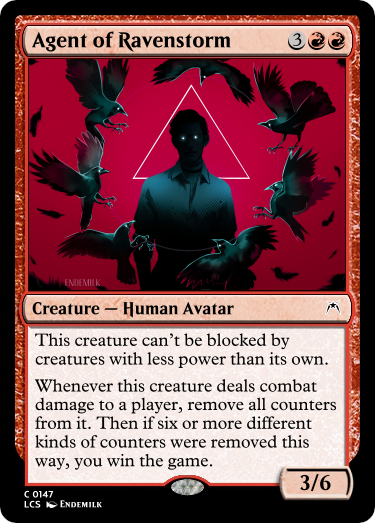 Agent of Ravenstorm 3
ENDEMILK
Creature — Human Avatar
This creature can't be blocked by
creatures with less power than its own.
Whenever this creature deals combat
damage to a player, remove all counters
from it. Then if six or more different
kinds of counters were removed this
way, you win the game.
3/6
C 0147
LCS ENDEMILK